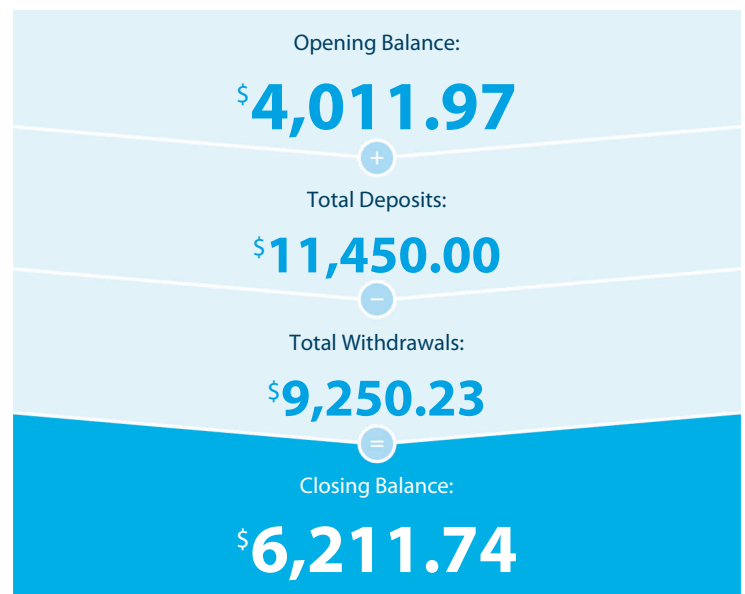 Opening Balance:
$4,011.97
+
Total Deposits:
$11,450.00
−
Total Withdrawals:
$9,250.23
=
Closing Balance:
$6,211.74